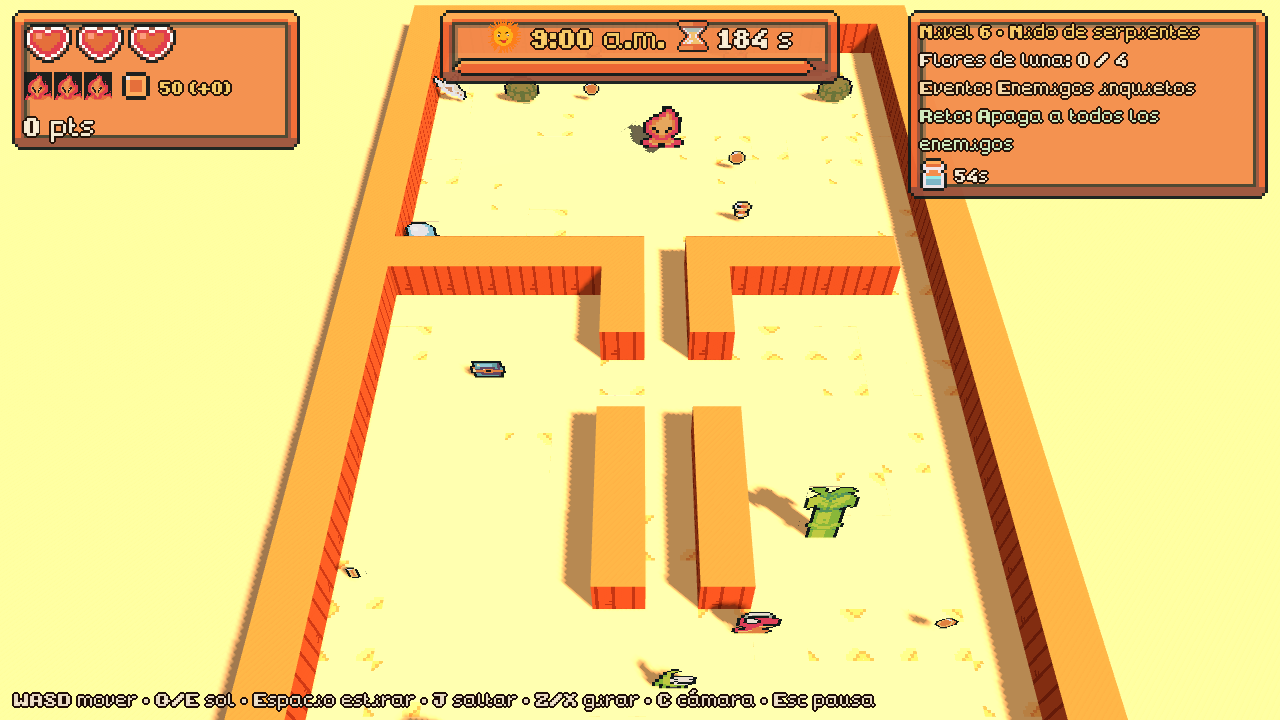 9:00 a.m. 184 s
50 (+0)
0 pts
Nivel 6 · Nido de serpientes
Flores de luna: 0 / 4
Evento: Enemigos inquietos
Reto: Apaga a todos los
enemigos
54s
WASD mover · Q/E sol · Espacio estirar · J saltar · Z/X girar · C cámara · Esc pausa